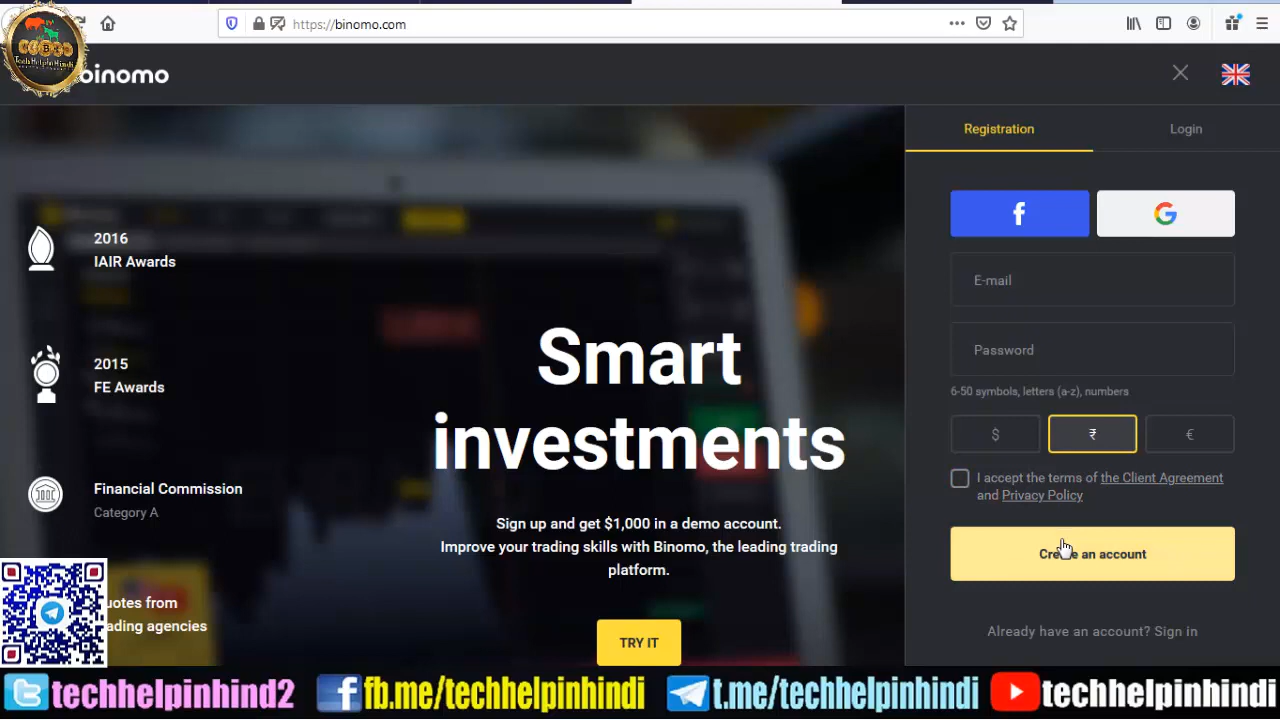 https://binomo.com
TechHelpInHindi
binomo
Registration
Login
2016
IAIR Awards
E-mail
2015
FE Awards
Password
6-50 symbols, letters (a-z), numbers
Smart
investments
$
₹
€
I accept the terms of the Client Agreement
and Privacy Policy
Financial Commission
Category A
Sign up and get $1,000 in a demo account.
Improve your trading skills with Binomo, the leading trading
platform.
Create an account
uotes from
ading agencies
TRY IT
Already have an account? Sign in
techhelpinhind2
fb.me/techhelpinhindi
t.me/techhelpinhindi
techhelpinhindi